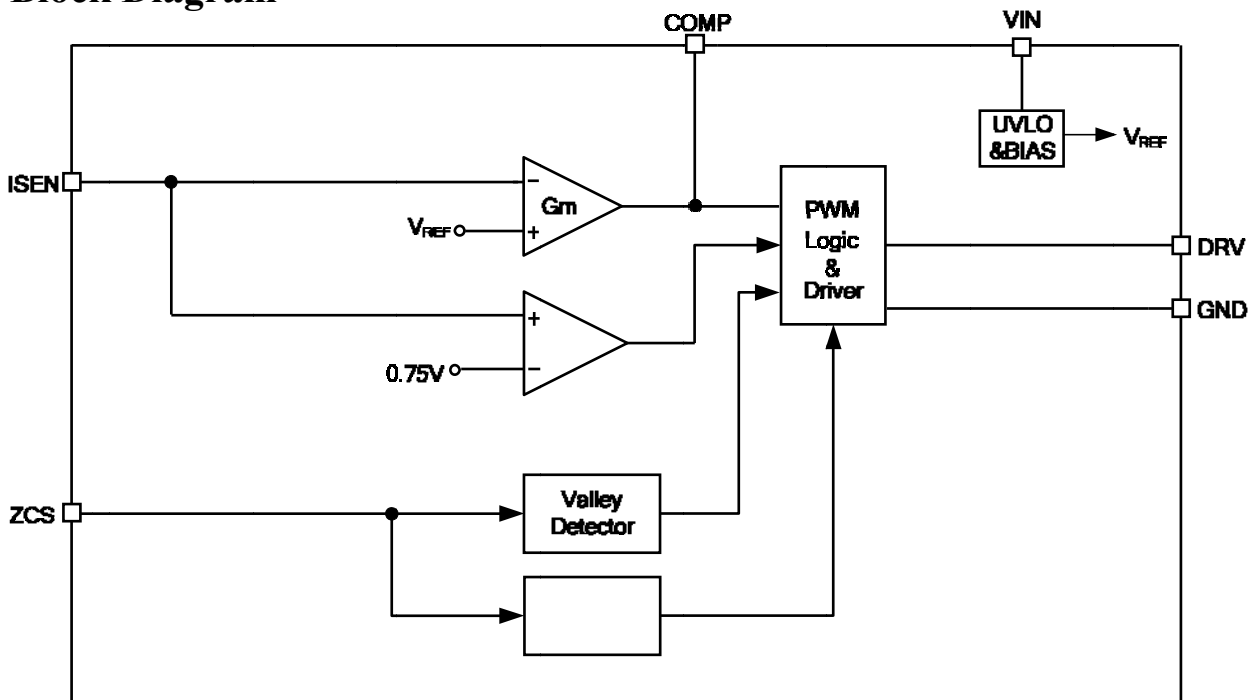 Block Diagram
COMP
VIN
UVLO
&BIAS
VREF
ISEN
−
Gm
VREF
+
PWM
Logic
&
Driver
DRV
GND
+
0.75V
−
ZCS
Valley
Detector